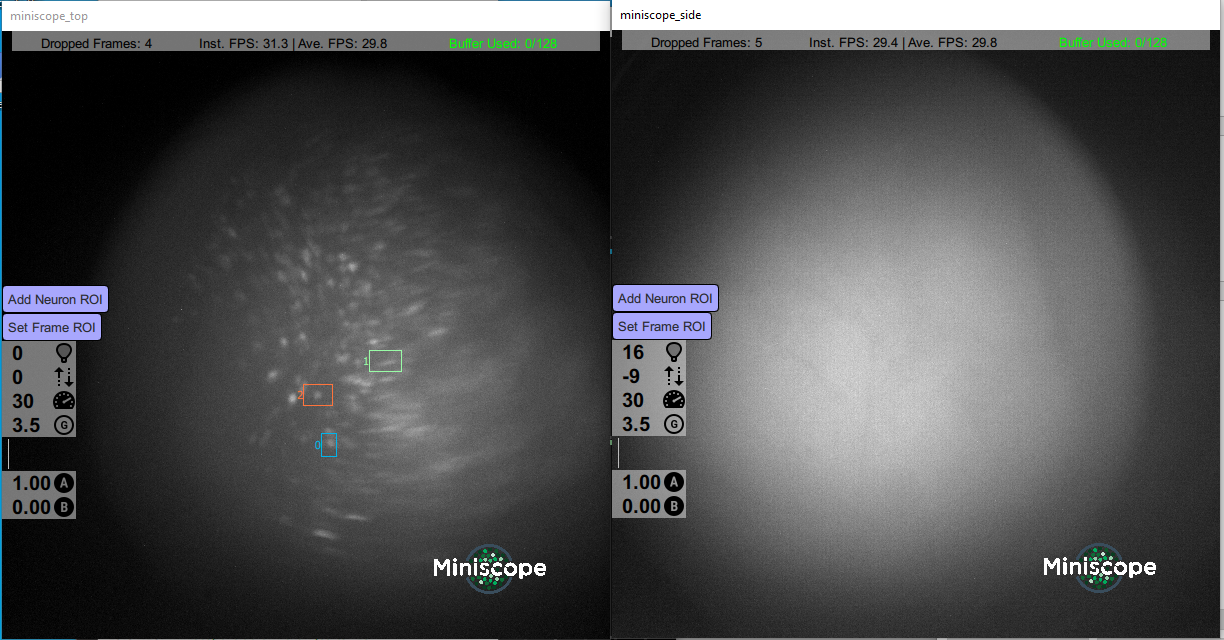 miniscope_top
Dropped Frames: 4 Inst. FPS: 31.3 | Ave. FPS: 29.8 Buffer Used: 0/128
Add Neuron ROI
Set Frame ROI
0
0
30
3.5 G
1.00 A
0.00 B
1
2
0
Miniscope
miniscope_side
Dropped Frames: 5 Inst. FPS: 29.4 | Ave. FPS: 29.8 Buffer Used: 0/128
Add Neuron ROI
Set Frame ROI
16
-9
30
3.5 G
1.00 A
0.00 B
Miniscope